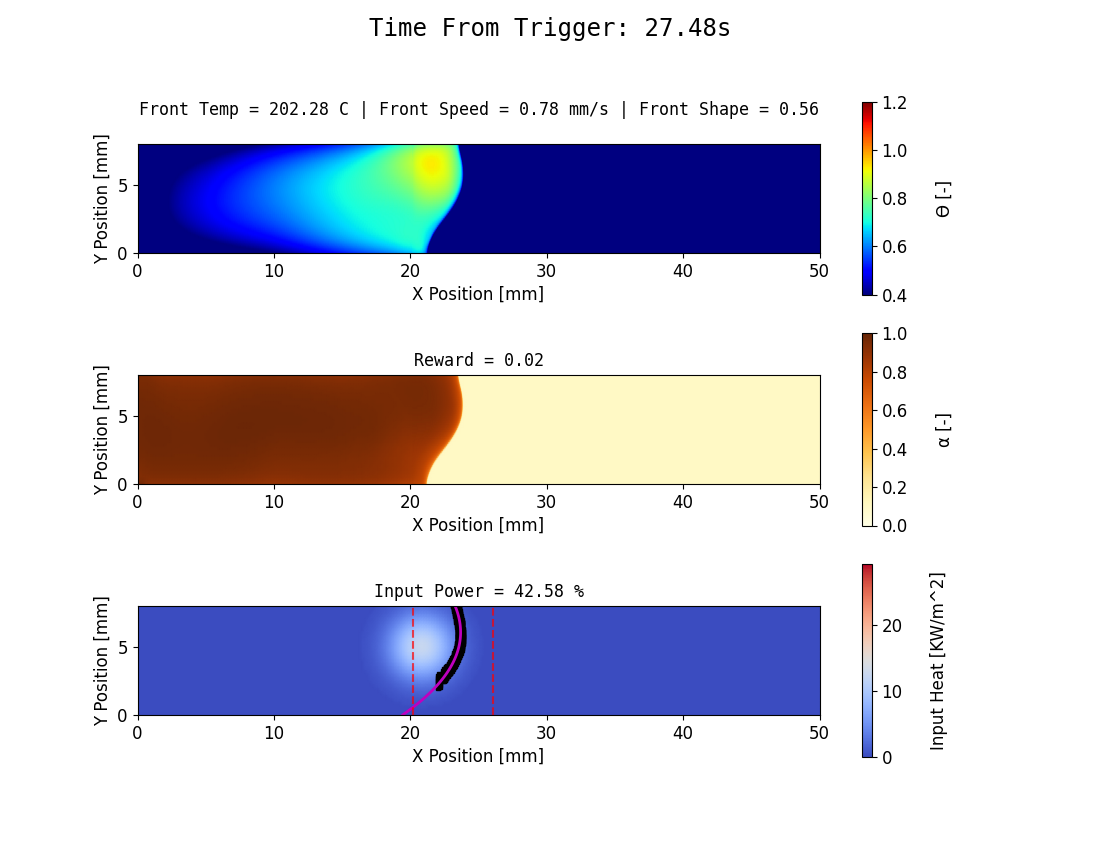 Time From Trigger: 27.48s
Front Temp = 202.28 C | Front Speed = 0.78 mm/s | Front Shape = 0.56
Y Position [mm]
5
0
0 10 20 30 40 50
X Position [mm]
1.2
1.0
0.8
0.6
0.4
Θ [-]
Reward = 0.02
Y Position [mm]
5
0
0 10 20 30 40 50
X Position [mm]
1.0
0.8
0.6
0.4
0.2
0.0
α [-]
Input Power = 42.58 %
Y Position [mm]
5
0
0 10 20 30 40 50
X Position [mm]
20
10
0
Input Heat [KW/m^2]